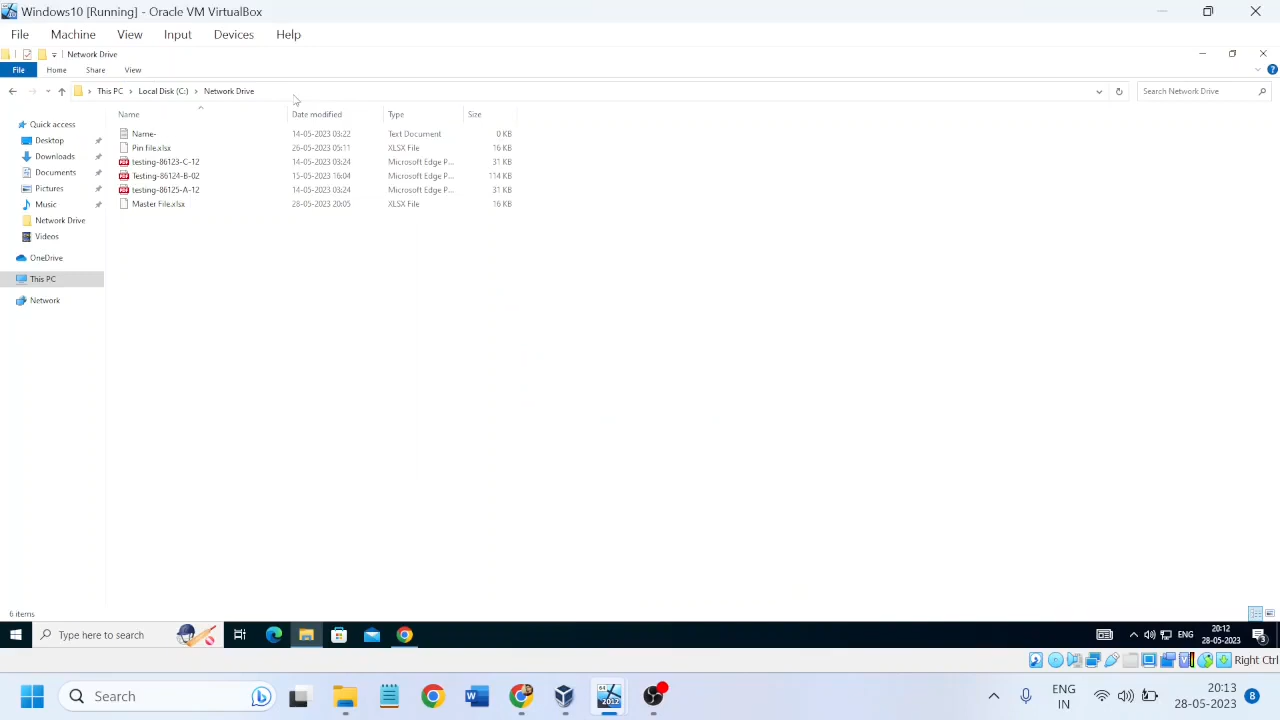 Windows10 [Running] - Oracle VM VirtualBox
File Machine View Input Devices Help
Network Drive
File Home Share View
This PC > Local Disk (C:) > Network Drive
Search Network Drive
Name Date modified Type Size
Name- 14-05-2023 03:22 Text Document 0 KB
Pin file.xlsx 26-05-2023 05:11 XLSX File 16 KB
testing-86123-C-12 14-05-2023 03:24 Microsoft Edge P... 31 KB
Testing-86124-B-02 15-05-2023 16:04 Microsoft Edge P... 114 KB
testing-86125-A-12 14-05-2023 03:24 Microsoft Edge P... 31 KB
Master File.xlsx 28-05-2023 20:05 XLSX File 16 KB
Quick access
Desktop
Downloads
Documents
Pictures
Music
Network Drive
Videos
OneDrive
This PC
Network
6 items
Type here to search
ENG
20:12
28-05-2023
3
Right Ctrl
Search
64
2012
ENG
IN
20:13
28-05-2023
8